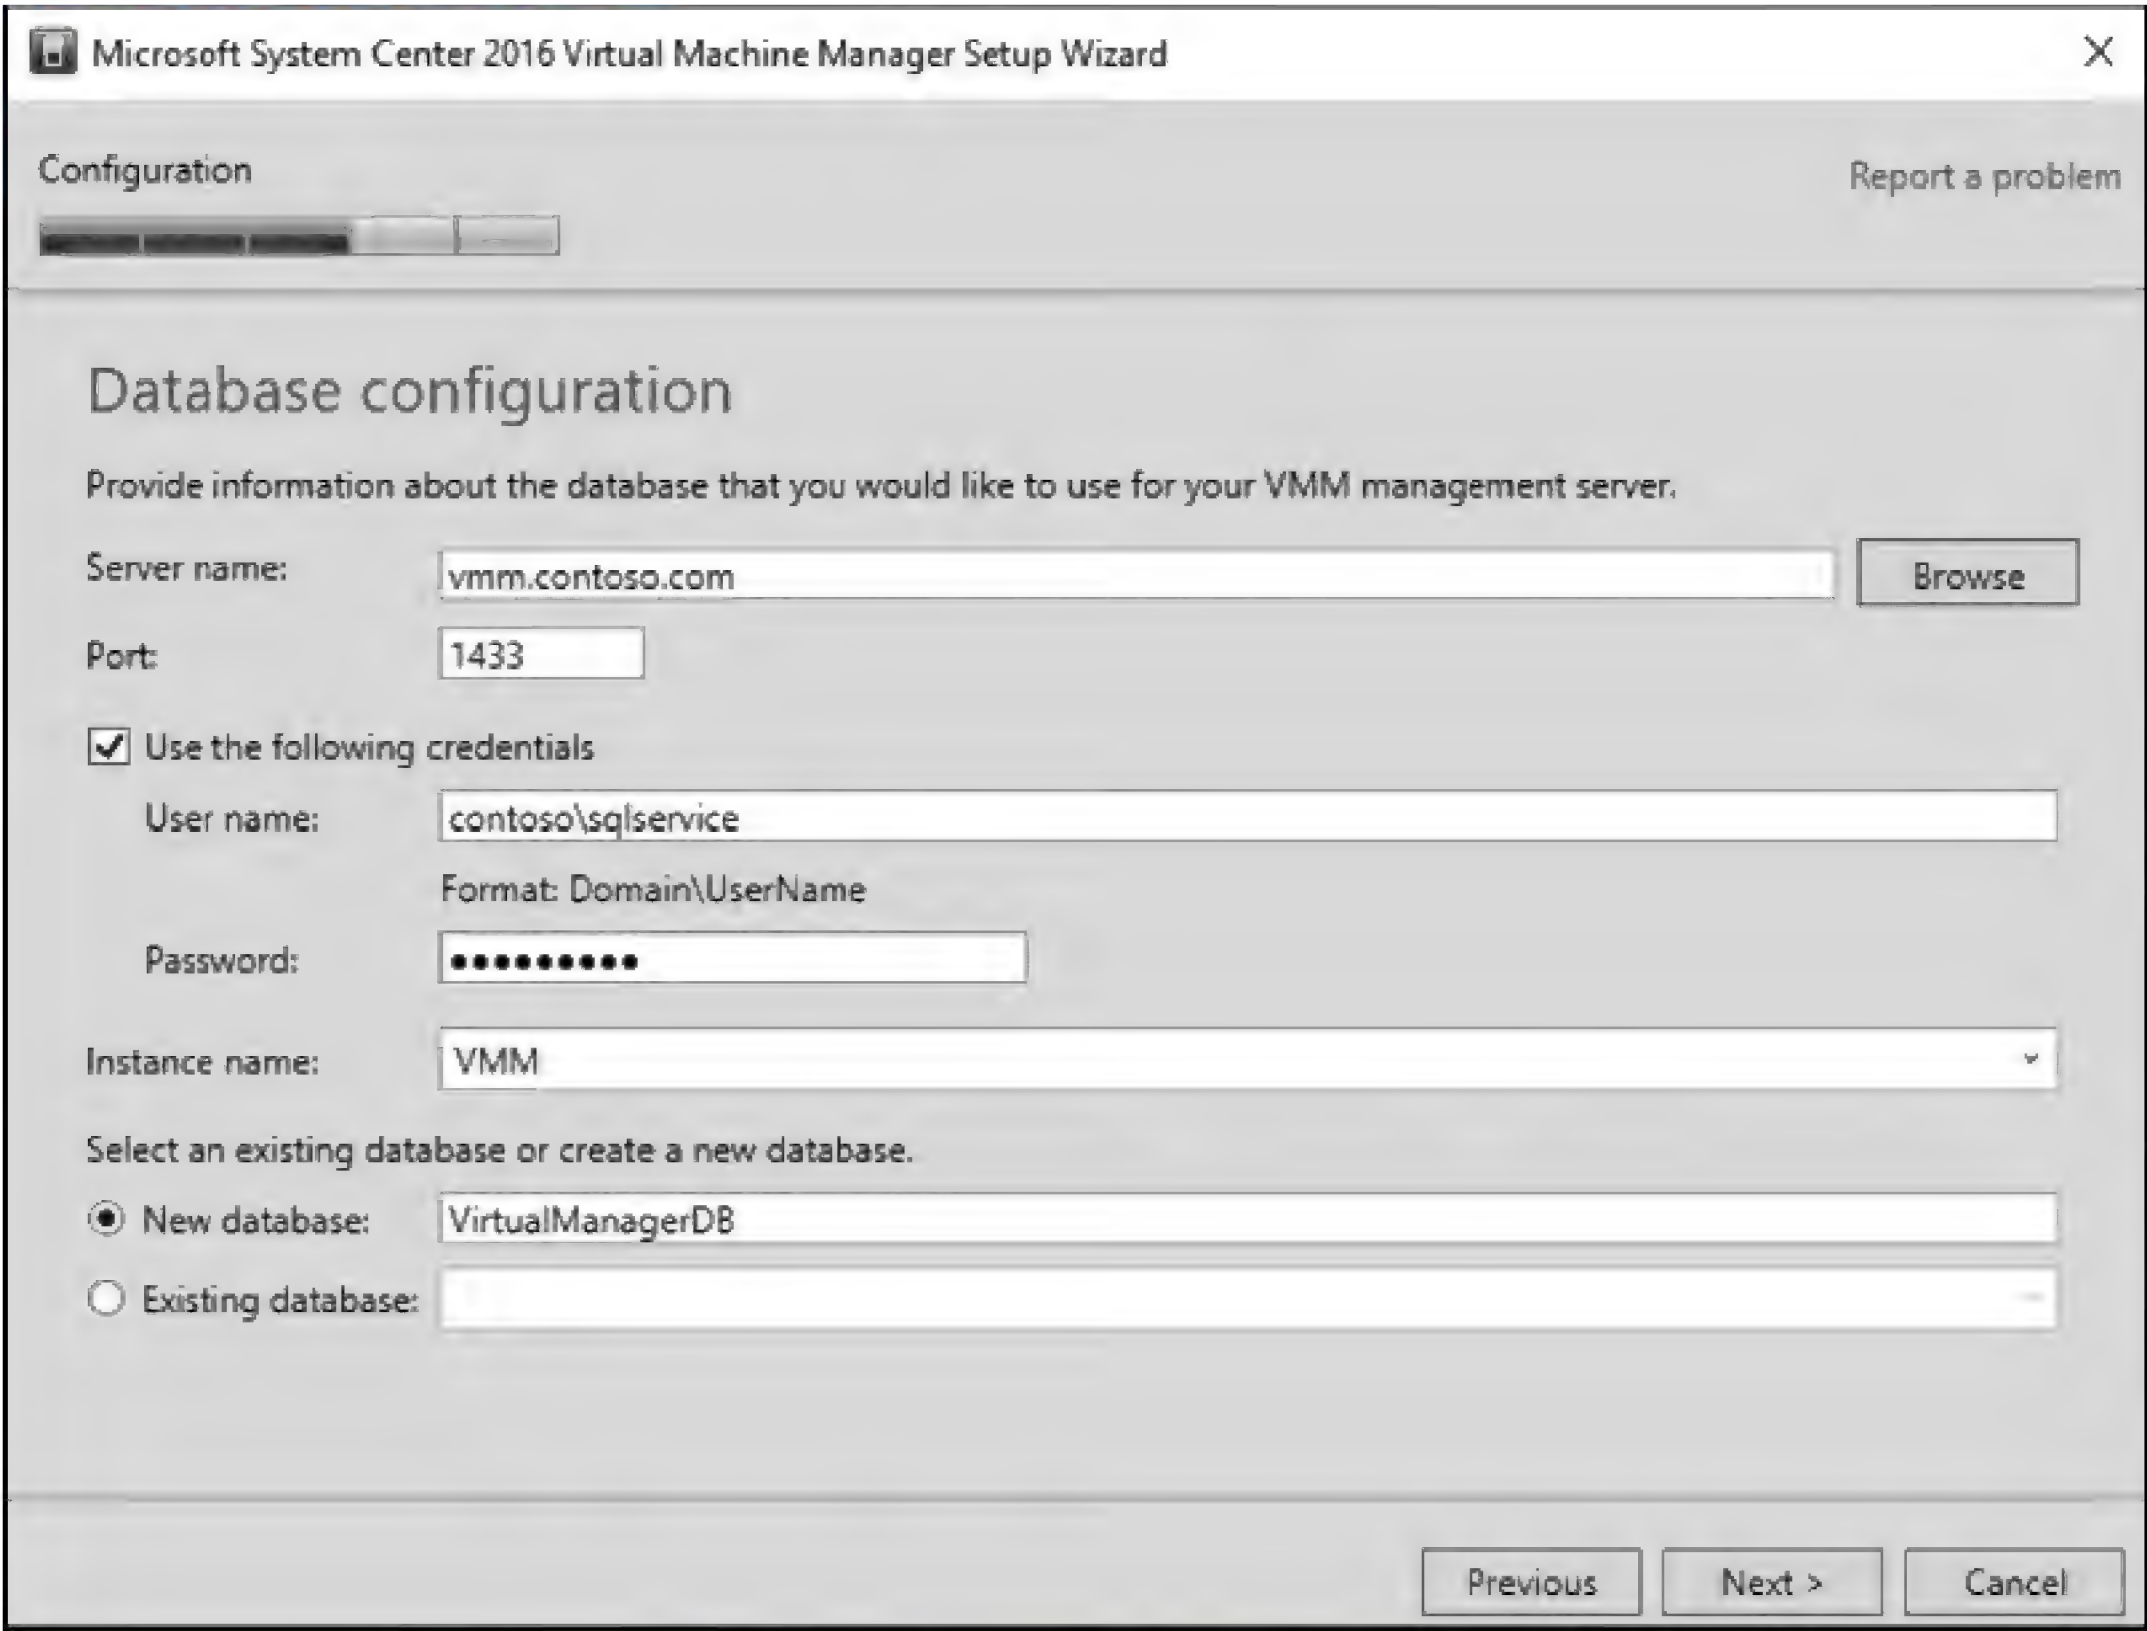 Microsoft System Center 2016 Virtual Machine Manager Setup Wizard
Configuration
Report a problem
Database configuration
Provide information about the database that you would like to use for your VMM management server.
Server name: vmm.contoso.com Browse
Port: 1433
Use the following credentials
User name: contoso\sqlservice
Format: Domain\UserName
Password: •••••••••
Instance name: VMM
Select an existing database or create a new database.
New database: VirtualManagerDB
Existing database:
Previous Next > Cancel